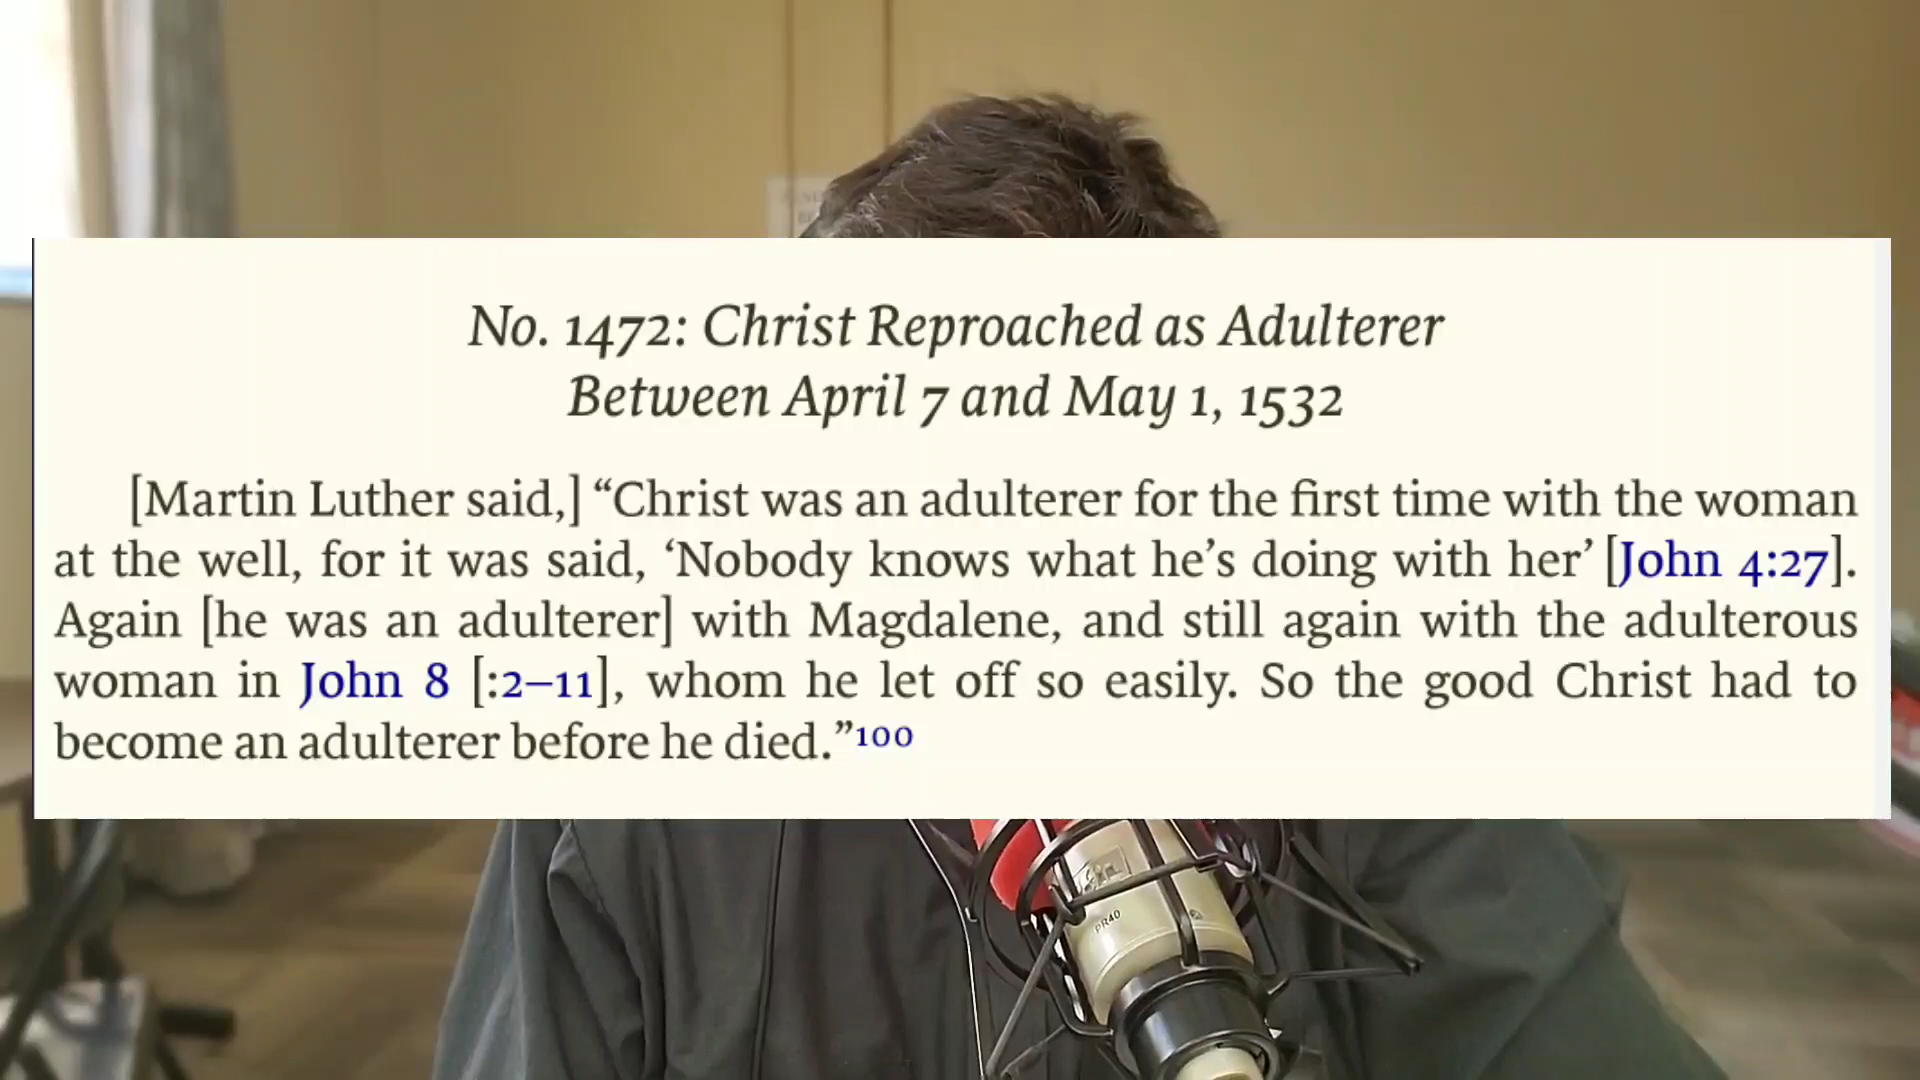 No. 1472: Christ Reproached as Adulterer
Between April 7 and May 1, 1532
[Martin Luther said,] “Christ was an adulterer for the first time with the woman
at the well, for it was said, ‘Nobody knows what he’s doing with her’ [John 4:27].
Again [he was an adulterer] with Magdalene, and still again with the adulterous
woman in John 8 [:2–11], whom he let off so easily. So the good Christ had to
become an adulterer before he died.”100
PR40